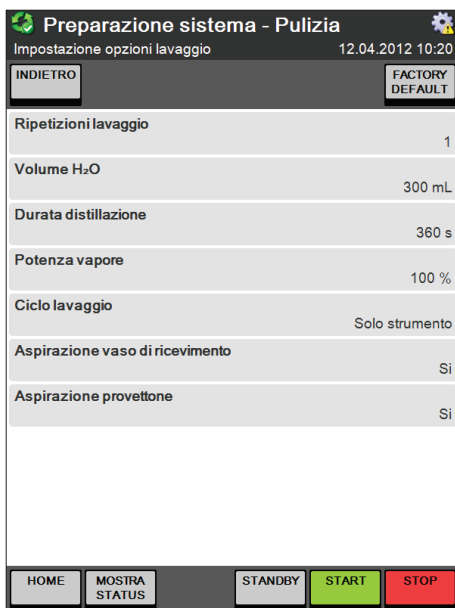 Preparazione sistema - Pulizia
Impostazione opzioni lavaggio 12.04.2012 10:20
INDIETRO
FACTORY
DEFAULT
Ripetizioni lavaggio
1
Volume H₂O
300 mL
Durata distillazione
360 s
Potenza vapore
100 %
Ciclo lavaggio
Solo strumento
Aspirazione vaso di ricevimento
Si
Aspirazione provettone
Si
HOME
MOSTRA
STATUS
STANDBY
START
STOP